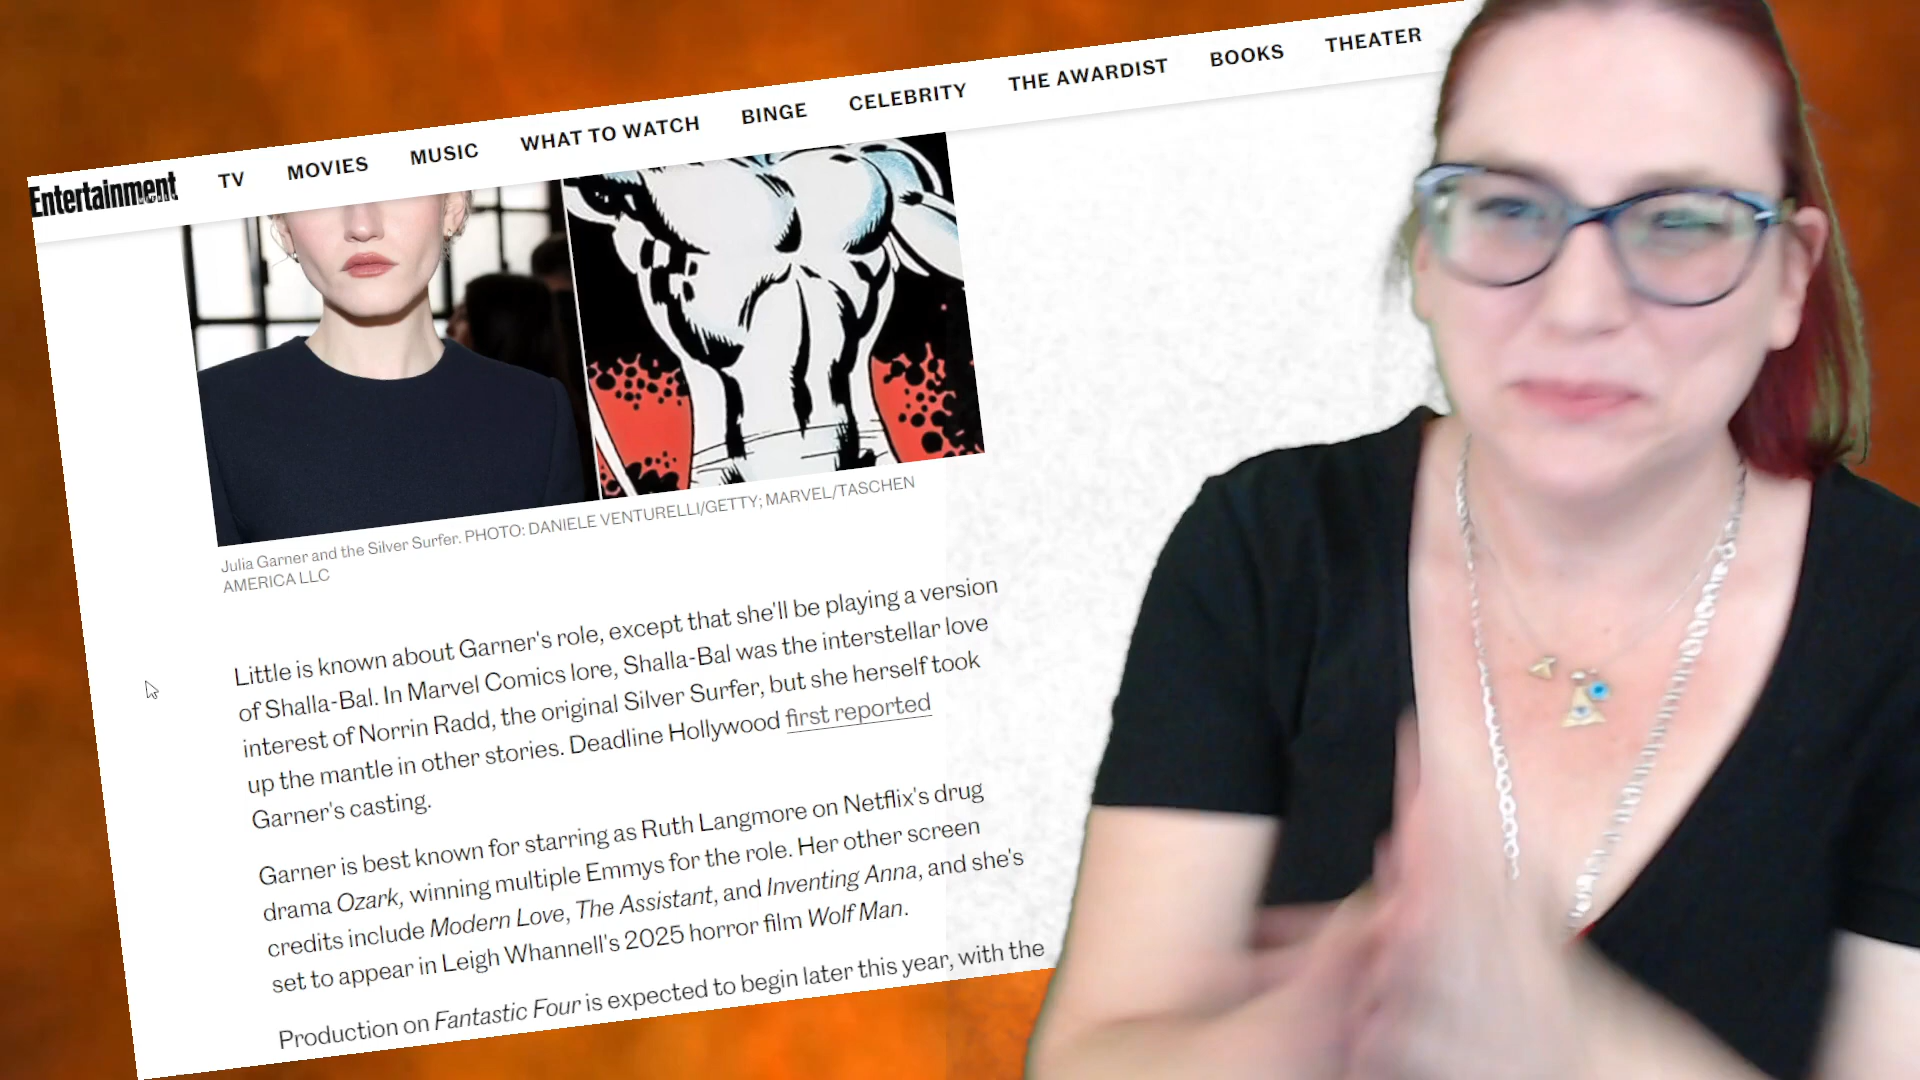 Entertainment TV MOVIES MUSIC WHAT TO WATCH BINGE CELEBRITY THE AWARDIST BOOKS THEATER
Julia Garner and the Silver Surfer. PHOTO: DANIELE VENTURELLI/GETTY; MARVEL/TASCHEN
AMERICA LLC
Little is known about Garner's role, except that she'll be playing a version
of Shalla-Bal. In Marvel Comics lore, Shalla-Bal was the interstellar love
interest of Norrin Radd, the original Silver Surfer, but she herself took
up the mantle in other stories. Deadline Hollywood first reported
Garner's casting.
Garner is best known for starring as Ruth Langmore on Netflix's drug
drama Ozark, winning multiple Emmys for the role. Her other screen
credits include Modern Love, The Assistant, and Inventing Anna, and she's
set to appear in Leigh Whannell's 2025 horror film Wolf Man.
Production on Fantastic Four is expected to begin later this year, with the